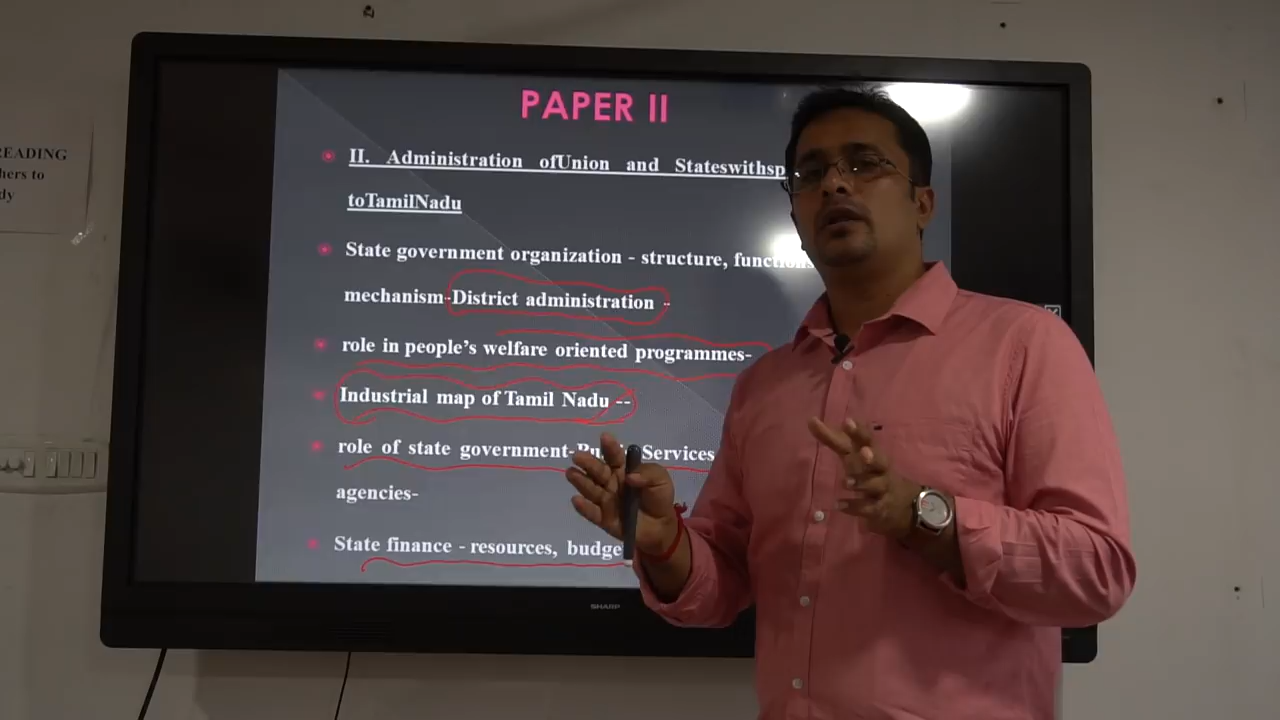 EADING
hers to
dy
PAPER II
II. Administration ofUnion and Stateswithsp
toTamilNadu
State government organization - structure, functions
mechanism-District administration -
role in people's welfare oriented programmes-
Industrial map of Tamil Nadu --
role of state government- Services
agencies-
State finance - resources, budge
SHARP